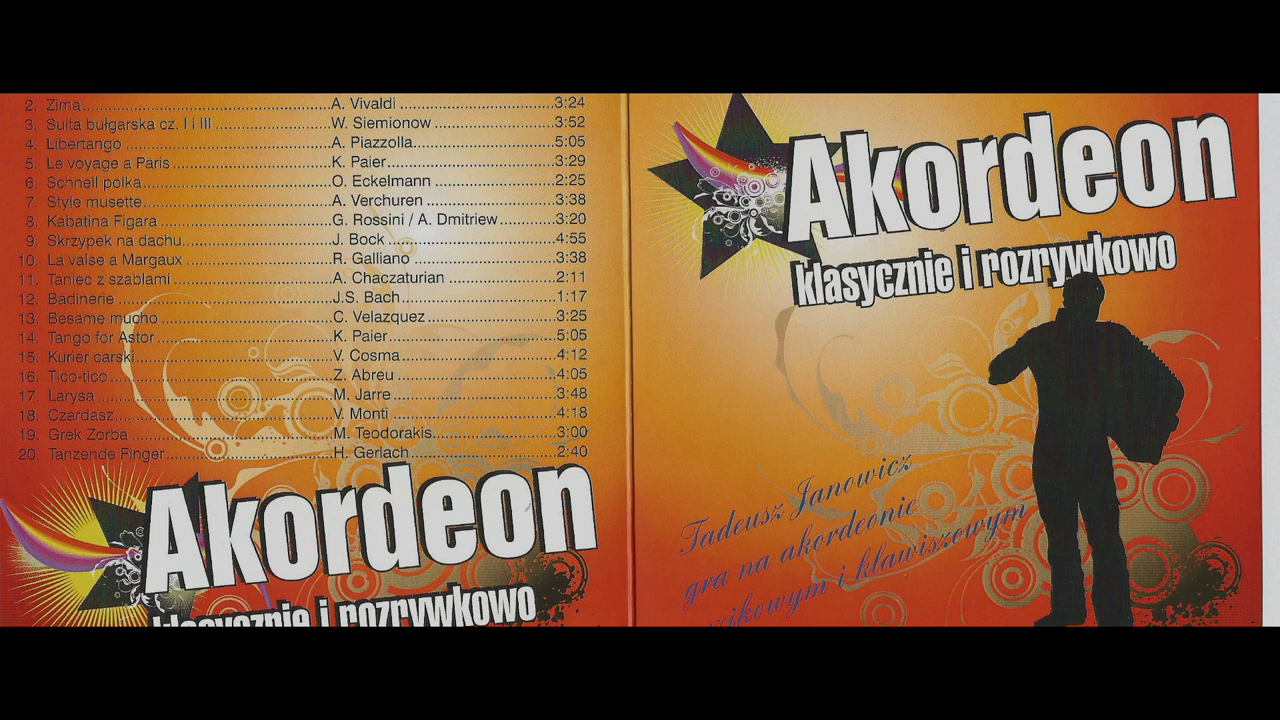 2. Zima A. Vivaldi 3:24
3. Suita bułgarska cz. I i III W. Siemionow 3:52
4. Libertango A. Piazzolla 5:05
5. Le voyage a Paris K. Paier 3:29
6. Schnell polka O. Eckelmann 2:25
7. Style musette A. Verchuren 3:38
8. Kabatina Figara G. Rossini / A. Dmitriew 3:20
9. Skrzypek na dachu J. Bock 4:55
10. La valse a Margaux R. Galliano 3:38
11. Taniec z szablami A. Chaczaturian 2:11
12. Badinerie J.S. Bach 1:17
13. Besame mucho C. Velazquez 3:25
14. Tango for Astor K. Paier 5:05
15. Kurier carski V. Cosma 4:12
16. Tico-tico Z. Abreu 4:05
17. Larysa M. Jarre 3:48
18. Czardasz V. Monti 4:18
19. Grek Zorba M. Teodorakis 3:00
20. Tanzende Finger H. Gerlach 2:40
Akordeon
klasycznie i rozrywkowo
Akordeon
klasycznie i rozrywkowo
Tadeusz Janowicz
gra na akordeonie
i klawiszowym